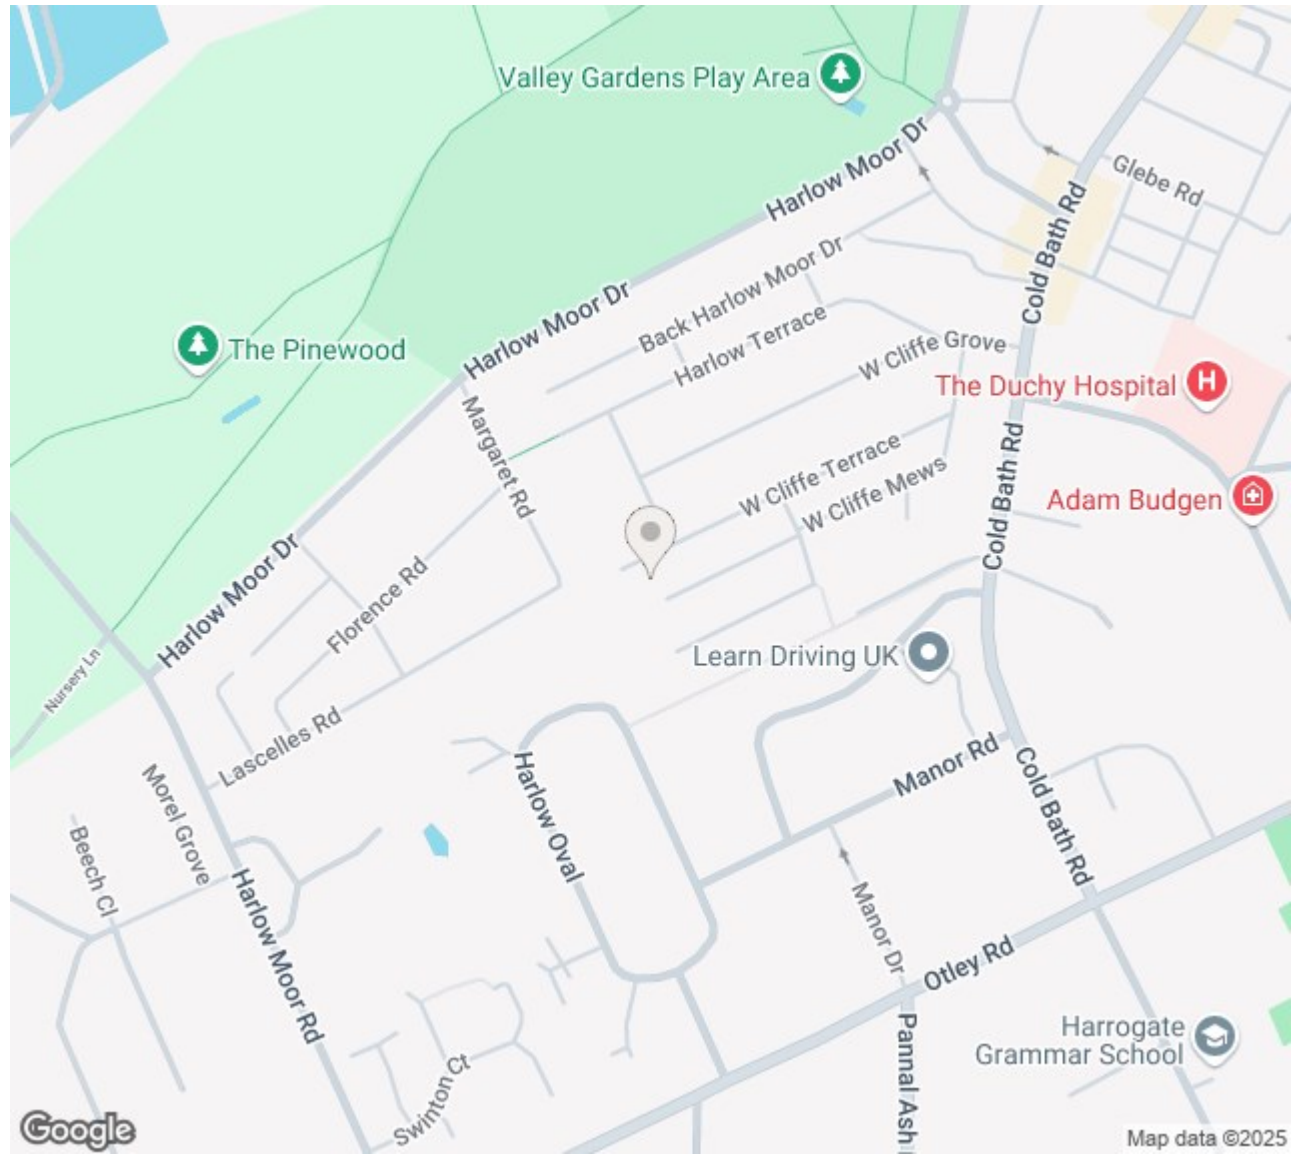 Valley Gardens Play Area
Glebe Rd
Harlow Moor Dr
Cold Bath Rd
Back Harlow Moor Dr
Harlow Moor Dr
The Pinewood
Harlow Terrace
W Cliffe Grove
The Duchy Hospital
H
Margaret Rd
W Cliffe Terrace
W Cliffe Mews
Cold Bath Rd
Adam Budgen
Harlow Moor Dr
Florence Rd
Nursery Ln
Learn Driving UK
Lascelles Rd
Manor Rd
Cold Bath Rd
Morel Grove
Harlow Oval
Beech Cl
Harlow Moor Rd
Manor Dr
Otley Rd
Pannal Ash
Harrogate
Grammar School
Swinton Ct
Google
Map data ©2025